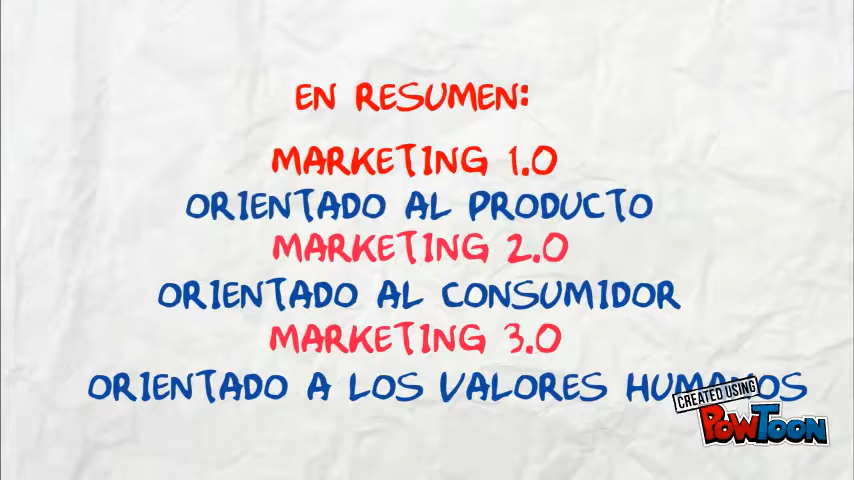 EN RESUMEN:
MARKETING 1.0
ORIENTADO AL PRODUCTO
MARKETING 2.0
ORIENTADO AL CONSUMIDOR
MARKETING 3.0
ORIENTADO A LOS VALORES HUMANOS
CREATED USING
POWTOON